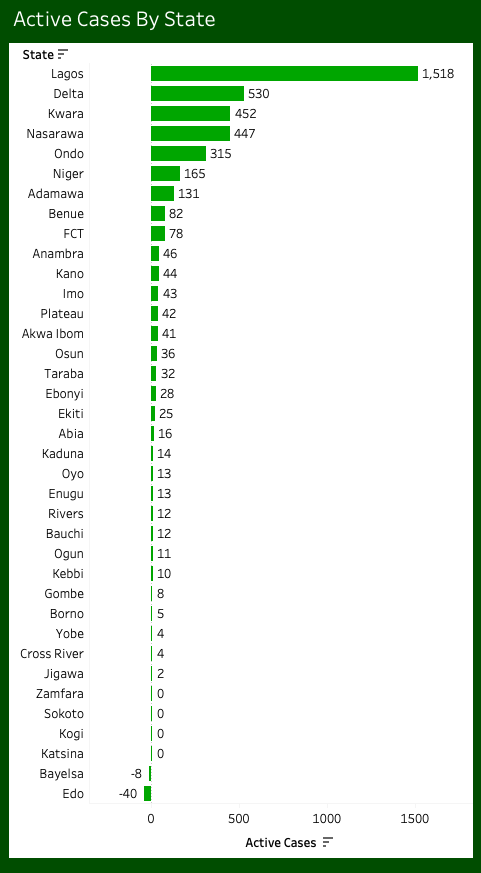 Active Cases By State
State
Lagos 1,518
Delta 530
Kwara 452
Nasarawa 447
Ondo 315
Niger 165
Adamawa 131
Benue 82
FCT 78
Anambra 46
Kano 44
Imo 43
Plateau 42
Akwa Ibom 41
Osun 36
Taraba 32
Ebonyi 28
Ekiti 25
Abia 16
Kaduna 14
Oyo 13
Enugu 13
Rivers 12
Bauchi 12
Ogun 11
Kebbi 10
Gombe 8
Borno 5
Yobe 4
Cross River 4
Jigawa 2
Zamfara 0
Sokoto 0
Kogi 0
Katsina 0
Bayelsa -8
Edo -40
0 500 1000 1500
Active Cases